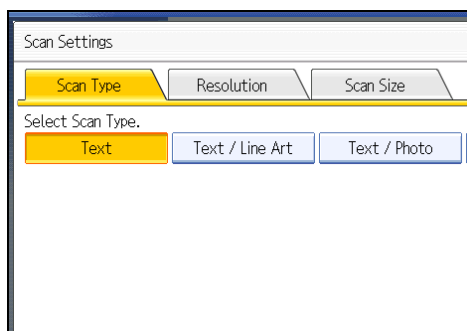 Scan Settings
Scan Type Resolution Scan Size
Select Scan Type.
Text Text / Line Art Text / Photo